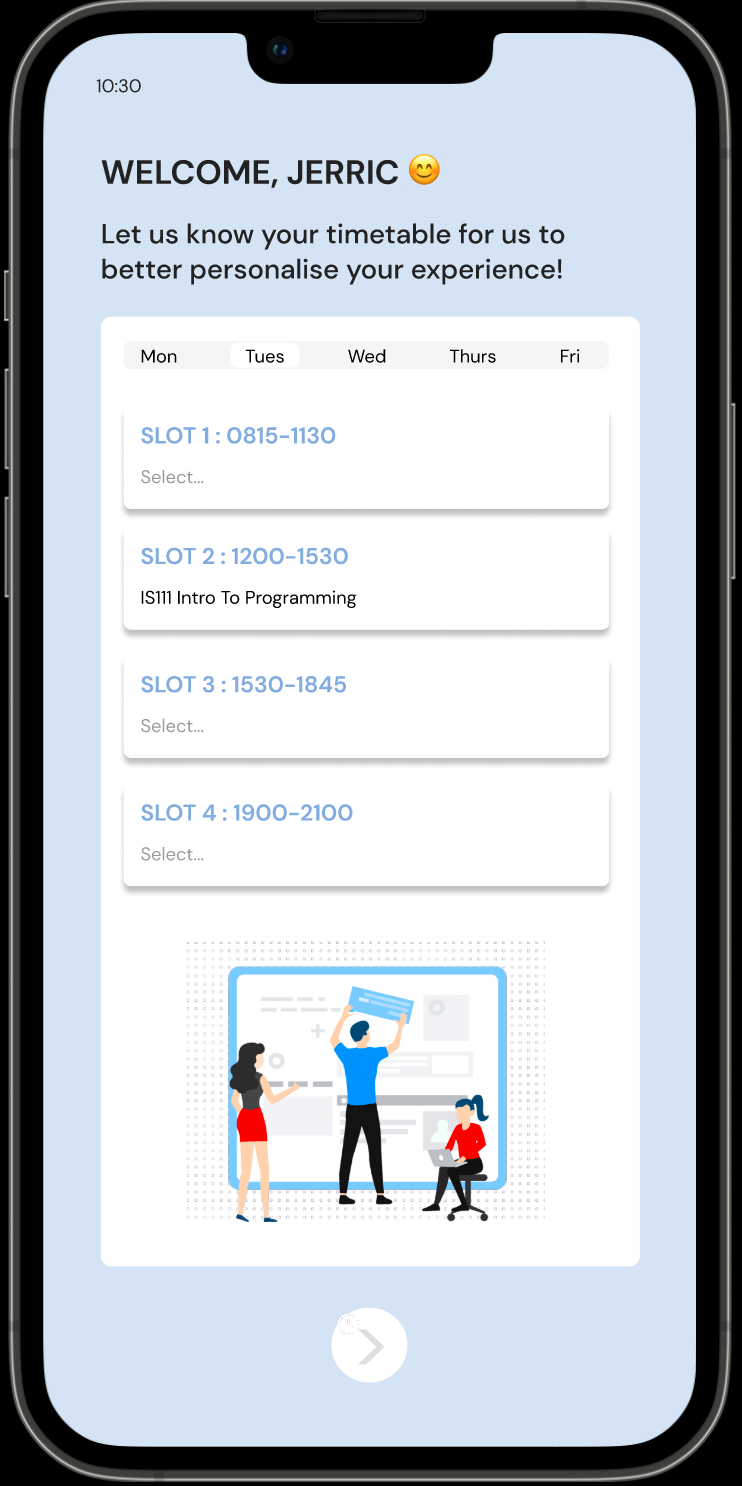 10:30
WELCOME, JERRIC 😊
Let us know your timetable for us to
better personalise your experience!
Mon Tues Wed Thurs Fri
SLOT 1 : 0815-1130
Select...
SLOT 2 : 1200-1530
IS111 Intro To Programming
SLOT 3 : 1530-1845
Select...
SLOT 4 : 1900-2100
Select...